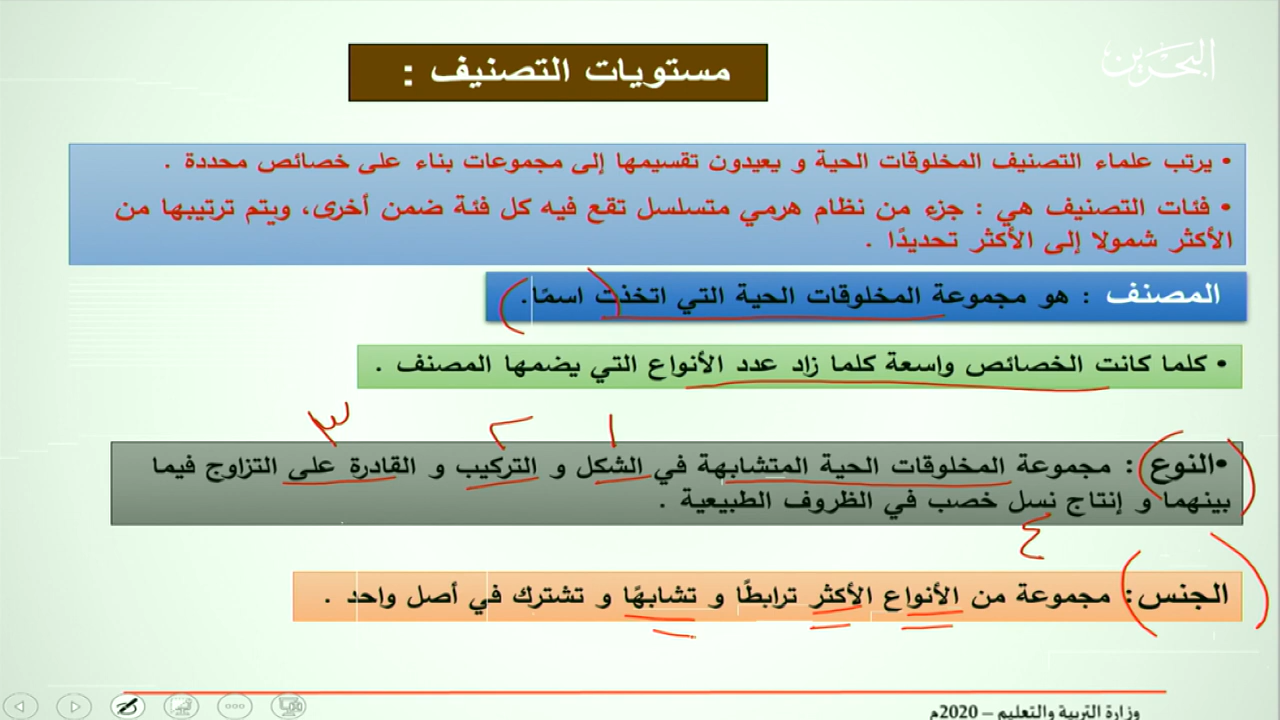 البحرين
مستويات التصنيف :
• يرتب علماء التصنيف المخلوقات الحية و يعيدون تقسيمها إلى مجموعات بناء على خصائص محددة .
• فئات التصنيف هي : جزء من نظام هرمي متسلسل تقع فيه كل فئة ضمن أخرى، ويتم ترتيبها من
الأكثر شمولا إلى الأكثر تحديدًا .
المصنف : هو مجموعة المخلوقات الحية التي اتخذت اسمًا.
• كلما كانت الخصائص واسعة كلما زاد عدد الأنواع التي يضمها المصنف .
١ ٢ ٣
•النوع : مجموعة المخلوقات الحية المتشابهة في الشكل و التركيب و القادرة على التزاوج فيما
بينهما و إنتاج نسل خصب في الظروف الطبيعية .
٤
الجنس: مجموعة من الأنواع الأكثر ترابطًا و تشابهًا و تشترك في أصل واحد .
وزارة التربية والتعليم – 2020م